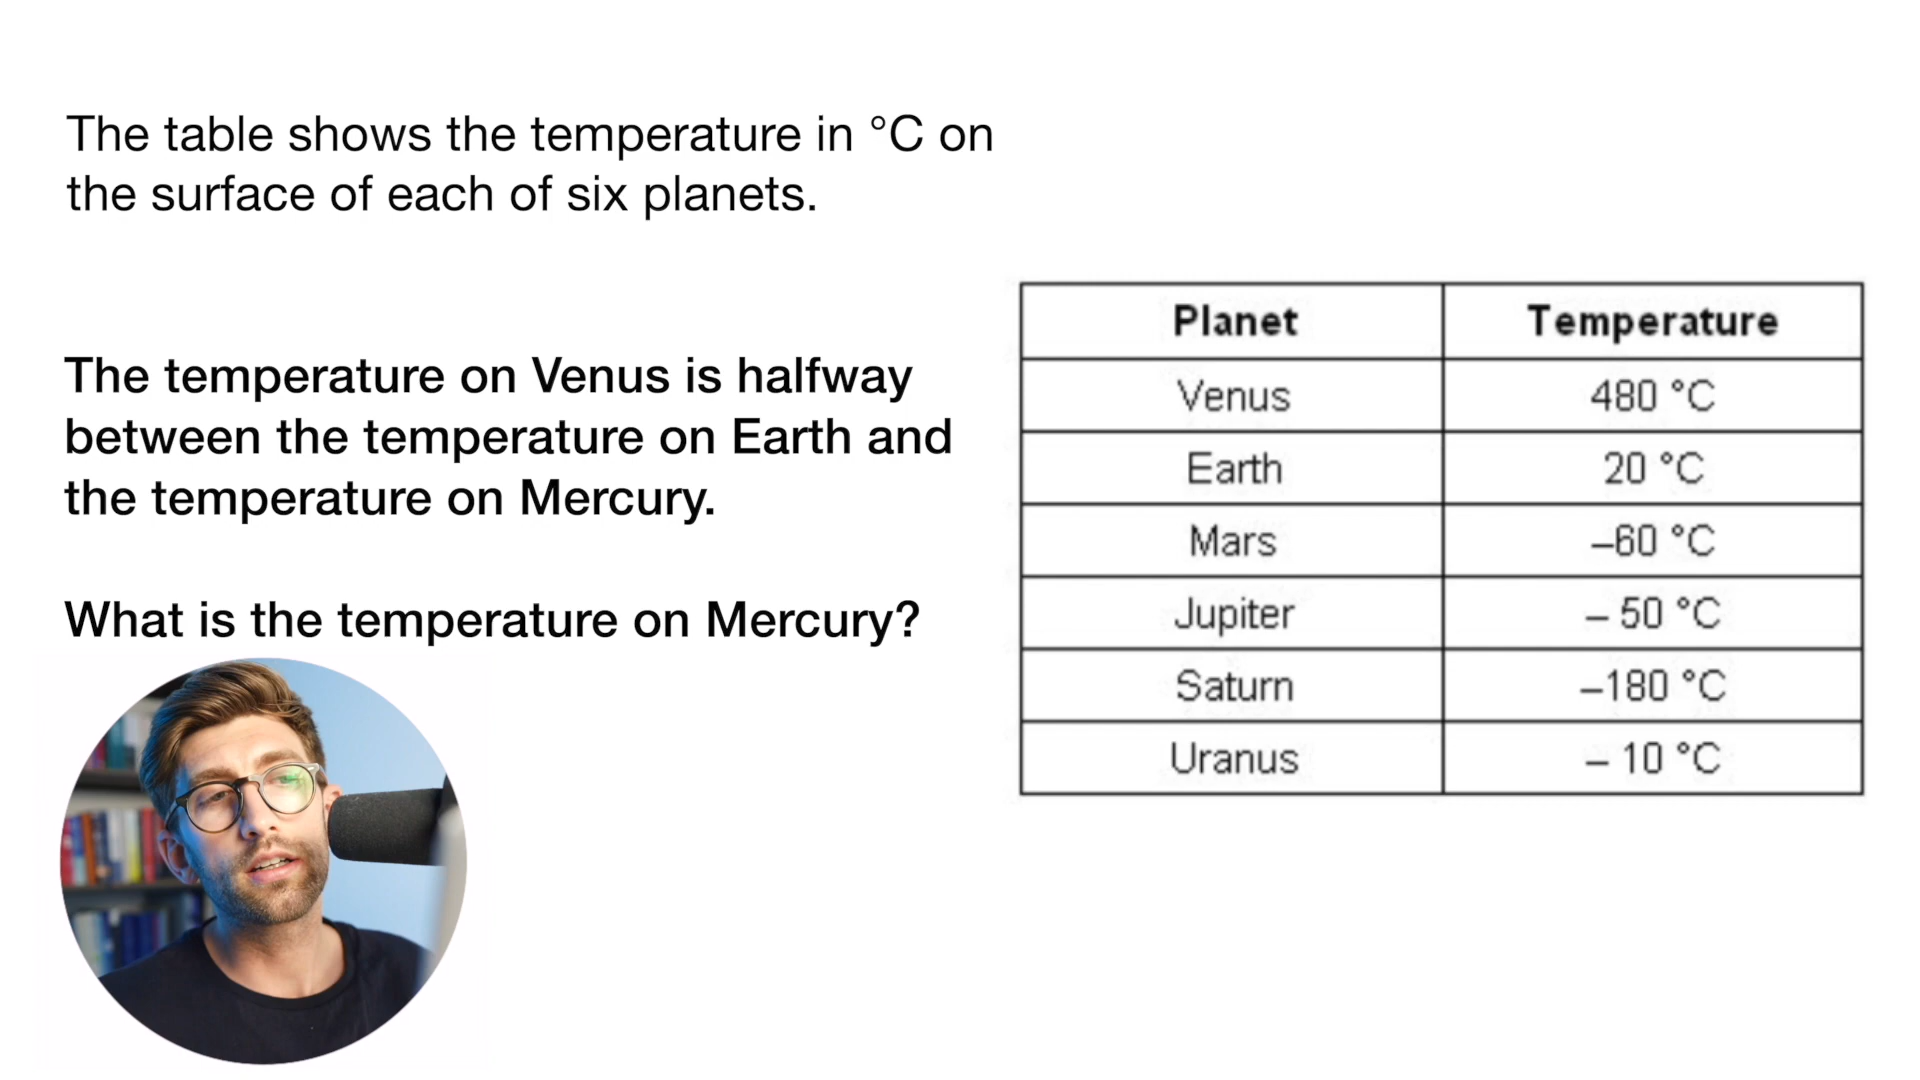 The table shows the temperature in °C on
the surface of each of six planets.
The temperature on Venus is halfway
between the temperature on Earth and
the temperature on Mercury.
What is the temperature on Mercury?
Planet Temperature
Venus 480 °C
Earth 20 °C
Mars –60 °C
Jupiter – 50 °C
Saturn –180 °C
Uranus – 10 °C